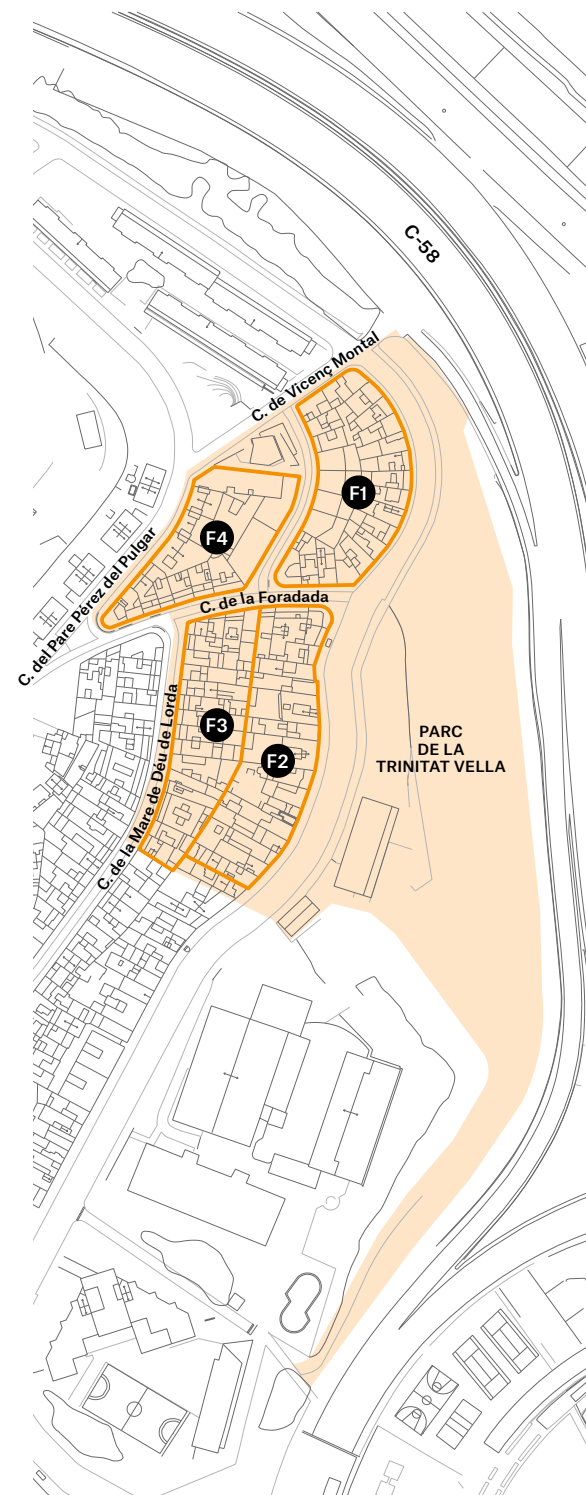 C-58
C. de Vicenç Montal
F1
F4
C. del Pare Pérez del Pulgar
C. de la Foradada
F3
F2
C. de la Mare de Déu de Lorda
PARC
DE LA
TRINITAT VELLA